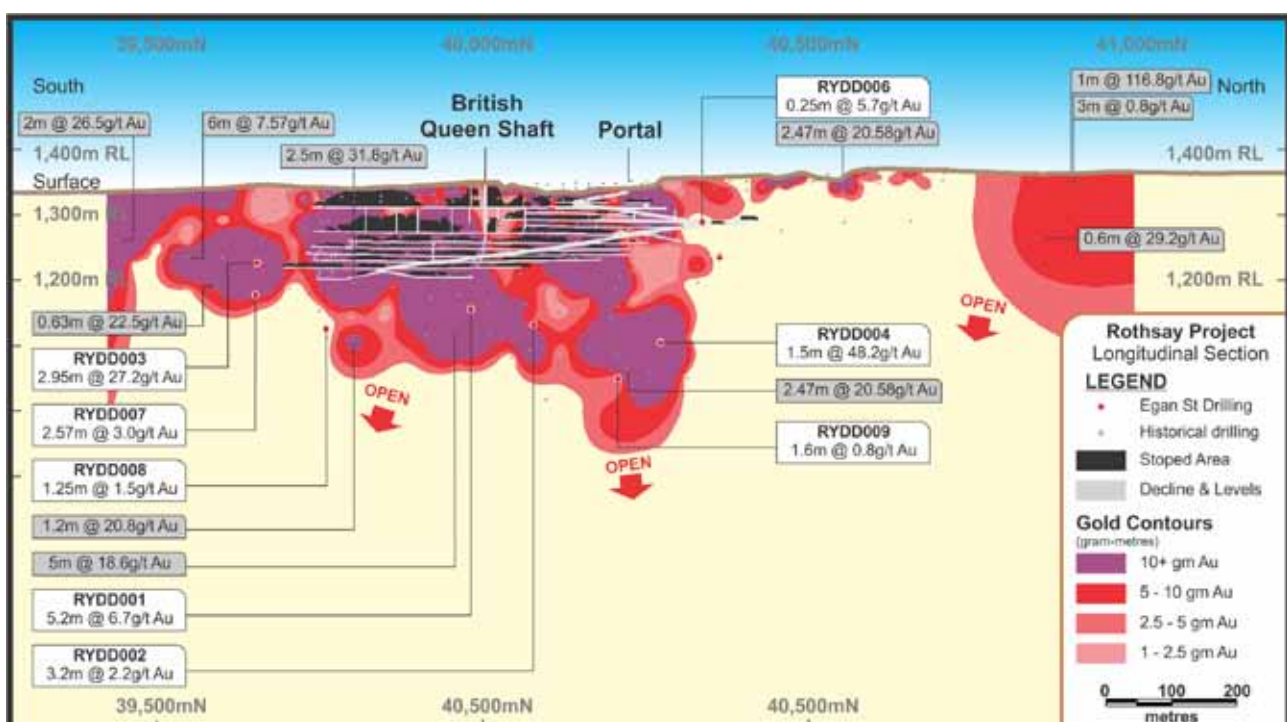 39,500mN 40,000mN 40,500mN 41,000mN
South
North
1m @ 116.8g/t Au
3m @ 0.8g/t Au
2m @ 26.5g/t Au
6m @ 7.57g/t Au
2.5m @ 31.8g/t Au
British
Queen Shaft
Portal
RYDD006
0.25m @ 5.7g/t Au
2.47m @ 20.58g/t Au
1,400m RL
1,400m RL
Surface
1,300m RL
1,200m RL
1,200m RL
0.6m @ 29.2g/t Au
OPEN
0.63m @ 22.5g/t Au
RYDD003
2.95m @ 27.2g/t Au
RYDD007
2.57m @ 3.0g/t Au
RYDD008
1.25m @ 1.5g/t Au
1.2m @ 20.8g/t Au
5m @ 18.6g/t Au
RYDD001
5.2m @ 6.7g/t Au
RYDD002
3.2m @ 2.2g/t Au
OPEN
OPEN
RYDD004
1.5m @ 48.2g/t Au
2.47m @ 20.58g/t Au
RYDD009
1.6m @ 0.8g/t Au
Rothsay Project
Longitudinal Section
LEGEND
Egan St Drilling
Historical drilling
Stoped Area
Decline & Levels
Gold Contours
(gram-metres)
10+ gm Au
5 - 10 gm Au
2.5 - 5 gm Au
1 - 2.5 gm Au
0 100 200
metres
39,500mN 40,500mN 40,500mN